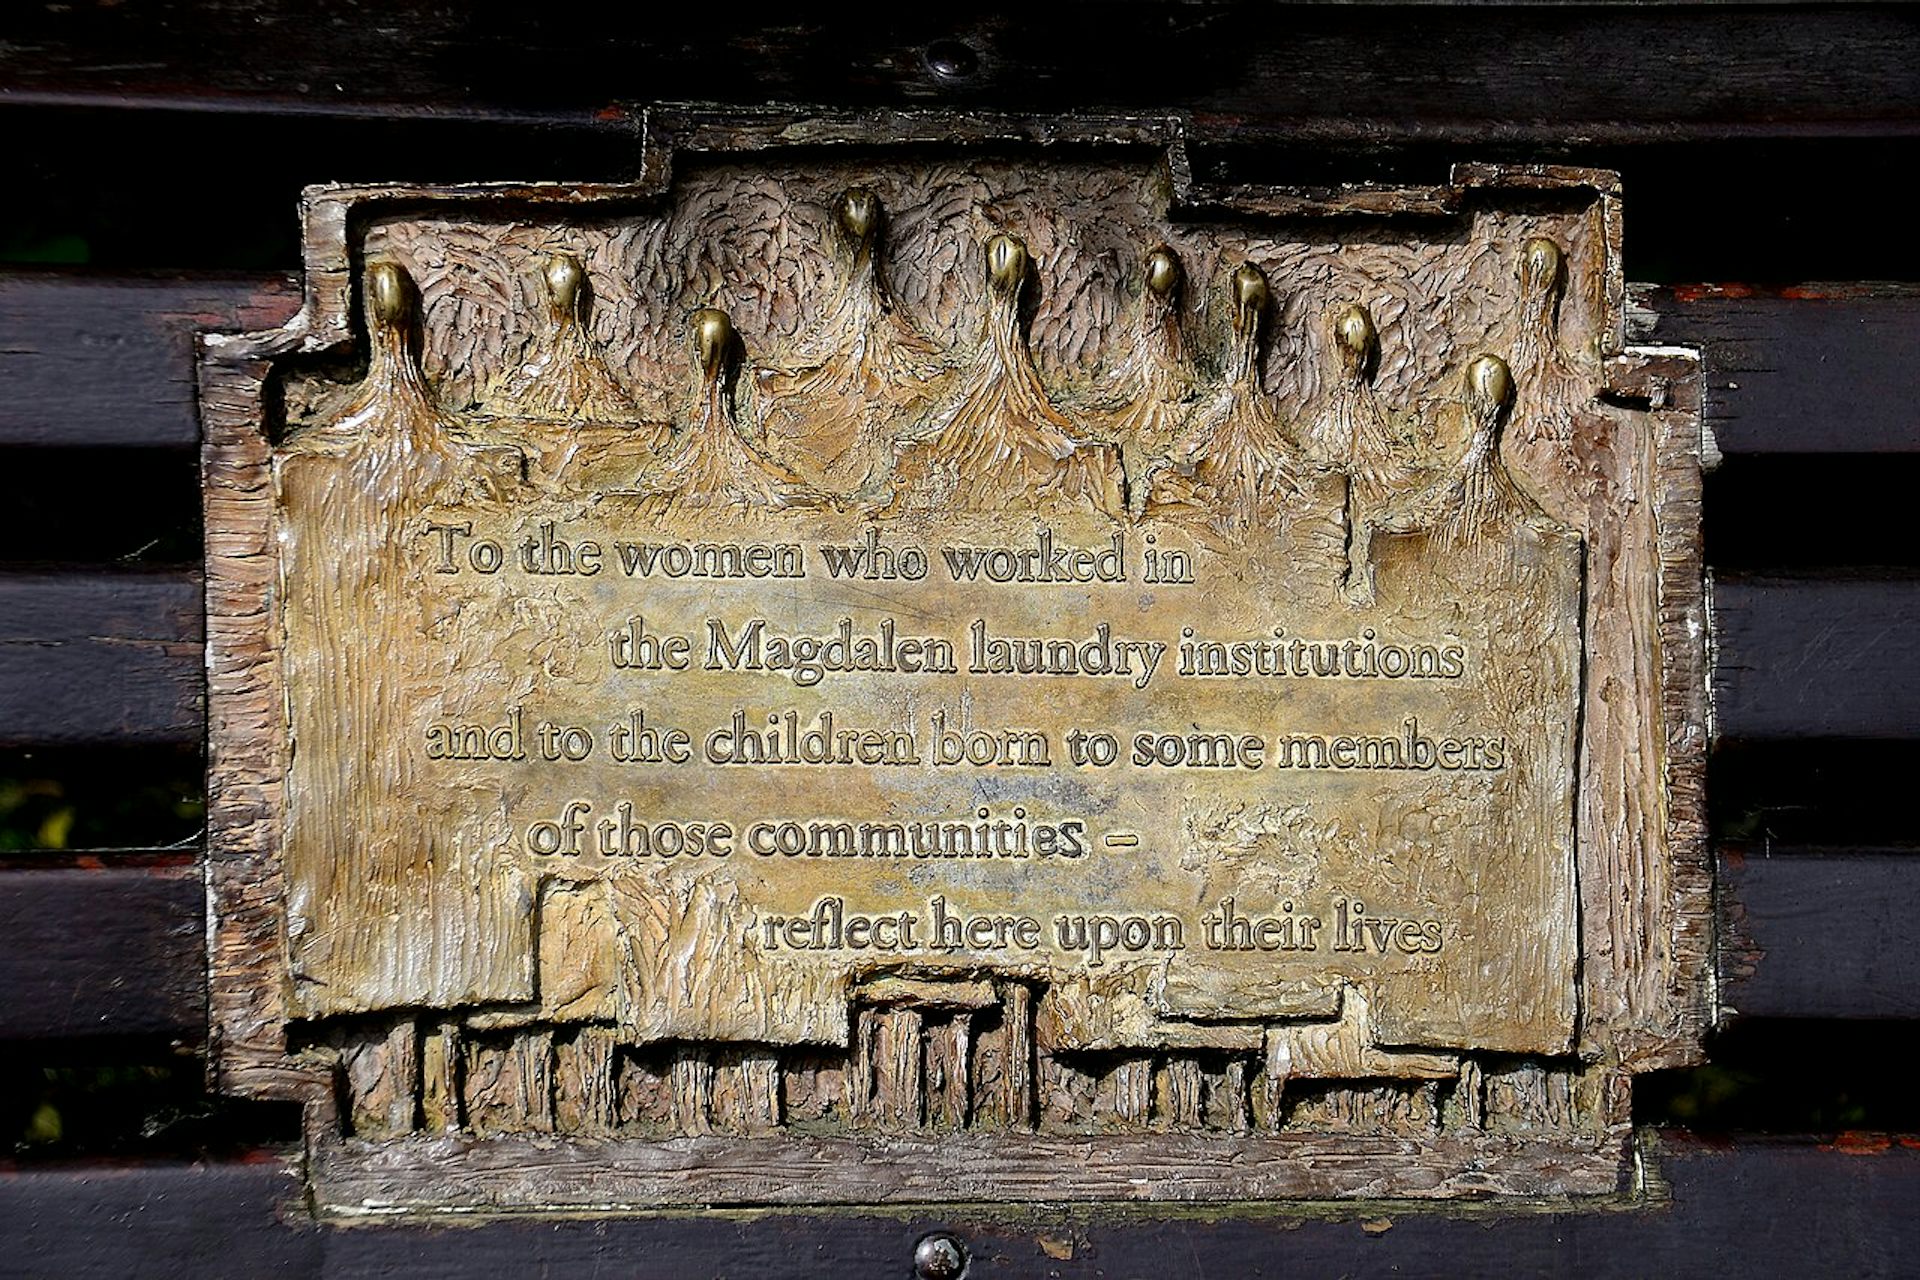 To the women who worked in
the Magdalen laundry institutions
and to the children born to some members
of those communities –
reflect here upon their lives